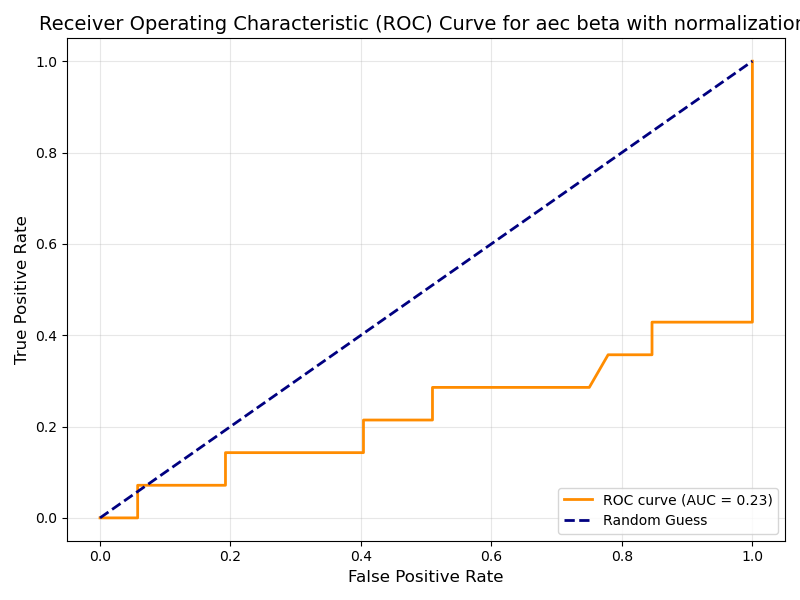 Receiver Operating Characteristic (ROC) Curve for aec beta with normalization
True Positive Rate
1.0
0.8
0.6
0.4
0.2
0.0
0.0 0.2 0.4 0.6 0.8 1.0
False Positive Rate
ROC curve (AUC = 0.23)
Random Guess